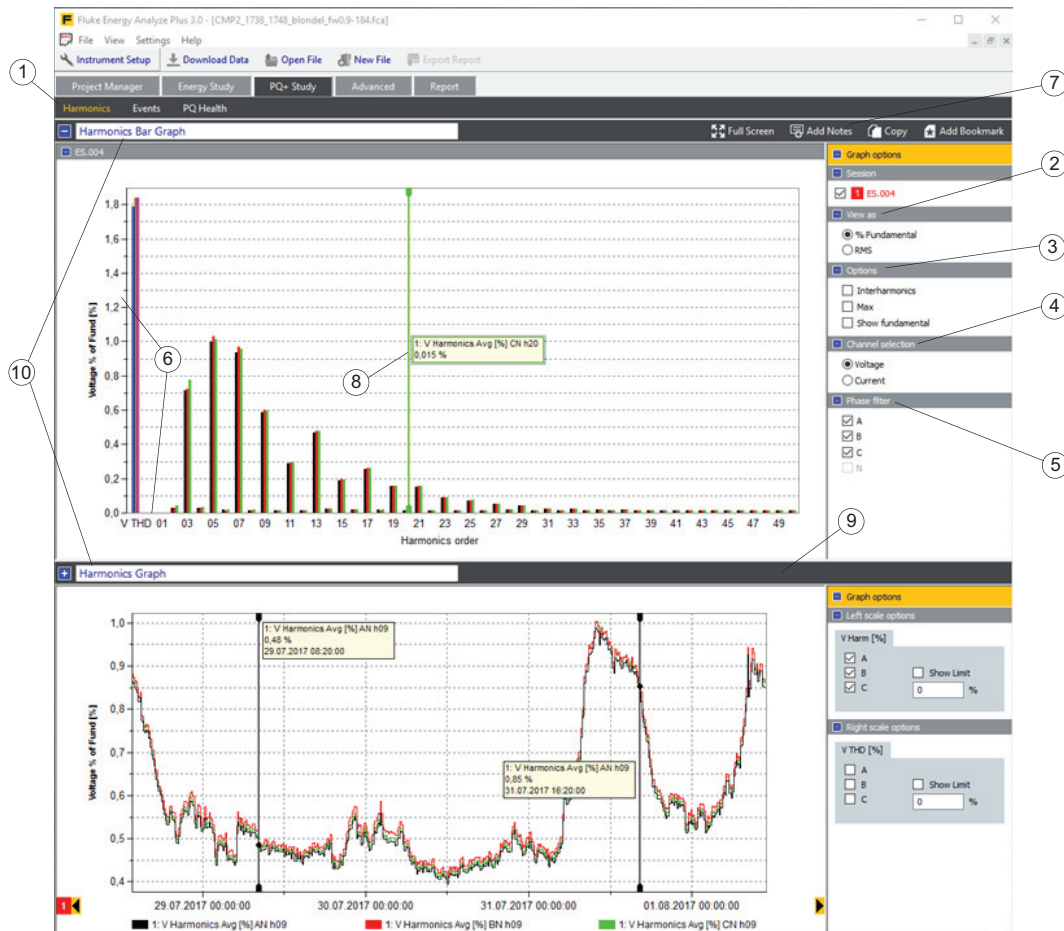 Fluke Energy Analyze Plus 3.0 - [CMP2_1738_1748_blondel_fw0.9-184.fca]
File View Settings Help
Instrument Setup Download Data Open File New File Export Report
Project Manager Energy Study PQ+ Study Advanced Report
Harmonics Events PQ Health
Harmonics Bar Graph Full Screen Add Notes Copy Add Bookmark
ES.004
Graph options
Session
1 ES.004
View as
% Fundamental
RMS
Options
Interharmonics
Max
Show fundamental
Channel selection
Voltage
Current
Phase filter
A
B
C
N
Voltage % of Fund [%]
1,8
1,6
1,4
1,2
1,0
0,8
0,6
0,4
0,2
0,0
1: V Harmonics Avg [%] CN h20
0,015 %
V THD 01 03 05 07 09 11 13 15 17 19 21 23 25 27 29 31 33 35 37 39 41 43 45 47 49
Harmonics order
Harmonics Graph
Graph options
Left scale options
V Harm [%]
A
B Show Limit
C 0 %
Right scale options
V THD [%]
A
B Show Limit
C 0 %
Voltage % of Fund [%]
1,0
0,9
0,8
0,7
0,6
0,5
0,4
1: V Harmonics Avg [%] AN h09
0,48 %
29.07.2017 08:20:00
1: V Harmonics Avg [%] AN h09
0,85 %
31.07.2017 16:20:00
1
29.07.2017 00:00:00 30.07.2017 00:00:00 31.07.2017 00:00:00 01.08.2017 00:00:00
1: V Harmonics Avg [%] AN h09 1: V Harmonics Avg [%] BN h09 1: V Harmonics Avg [%] CN h09
1
2
3
4
5
6
7
8
9
10